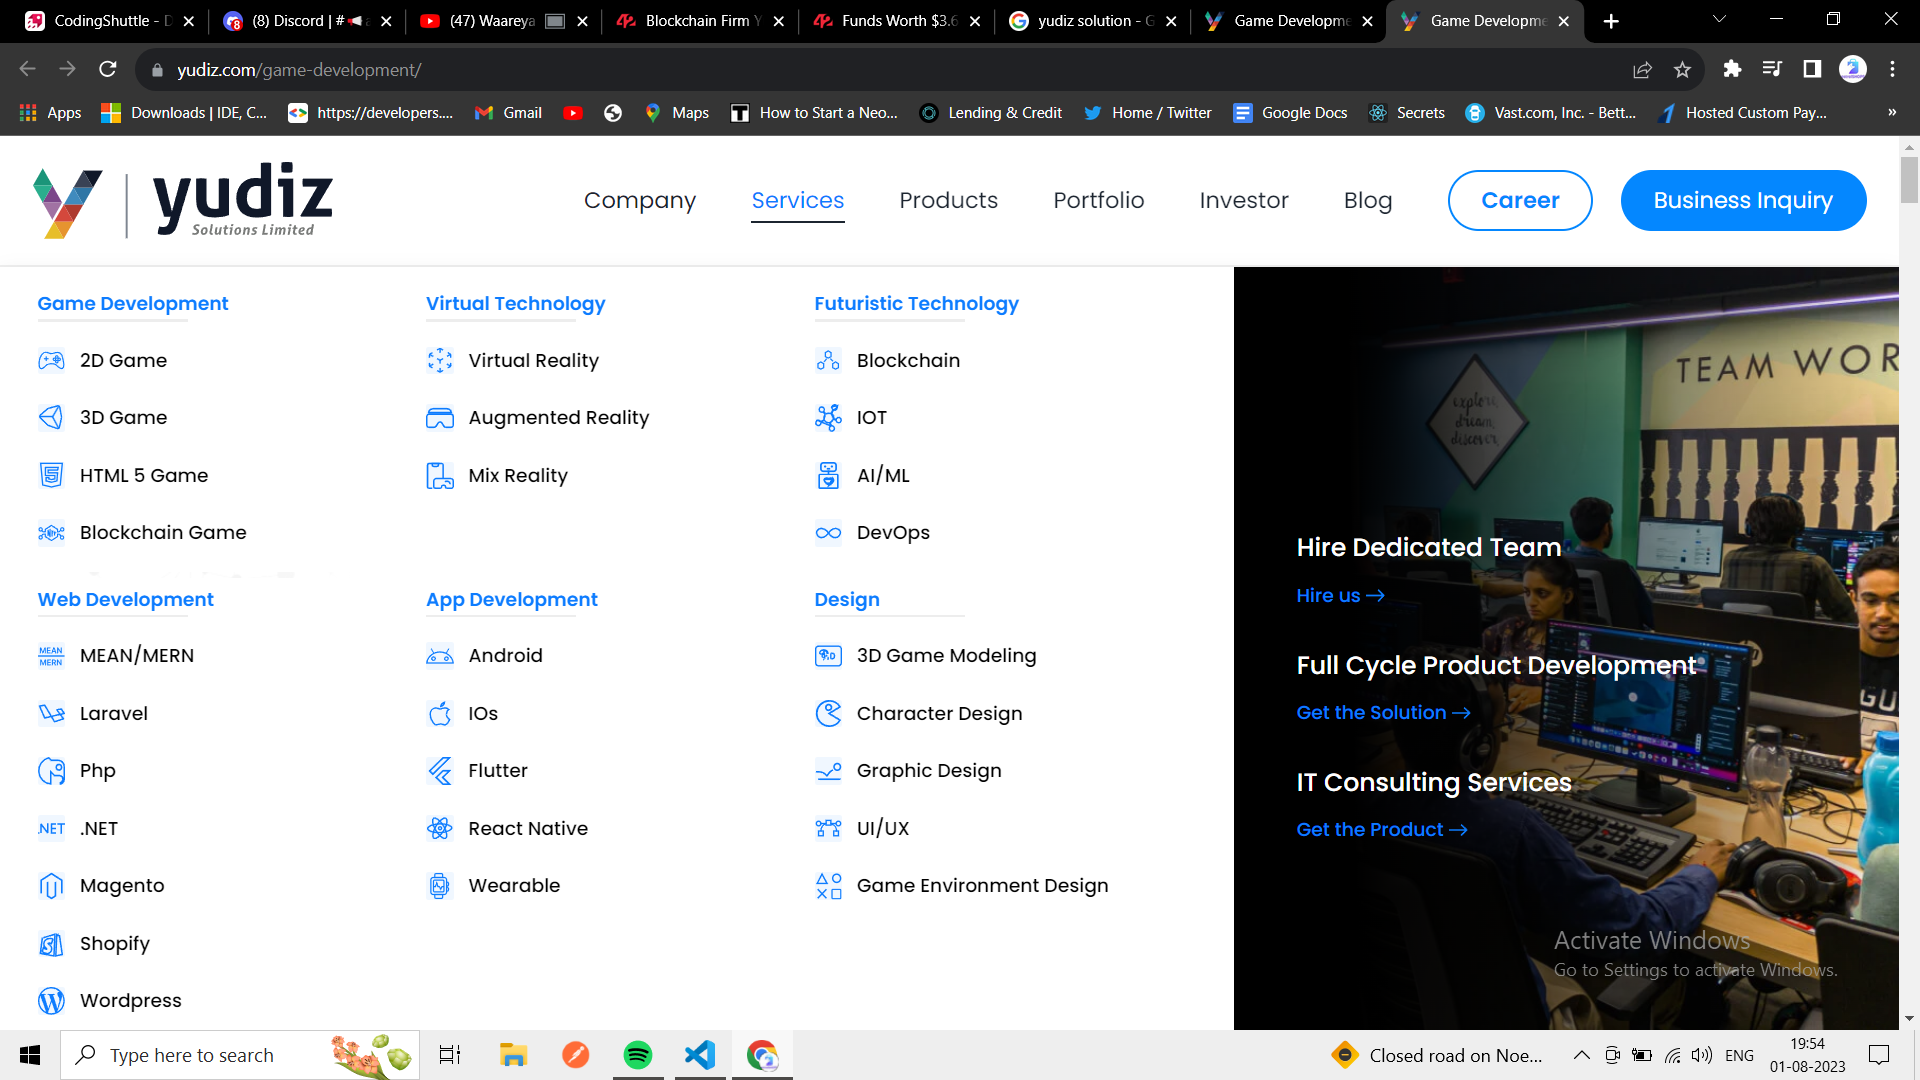 CodingShuttle - D
(8) Discord | #
(47) Waareya
Blockchain Firm Y
Funds Worth $3.6
yudiz solution - G
Game Developme
Game Developme
yudiz.com/game-development/
Apps
Downloads | IDE, C...
https://developers....
Gmail
Maps
How to Start a Neo...
Lending & Credit
Home / Twitter
Google Docs
Secrets
Vast.com, Inc. - Bett...
Hosted Custom Pay...
»
yudiz
Solutions Limited
Company
Services
Products
Portfolio
Investor
Blog
Career
Business Inquiry
Game Development
2D Game
3D Game
HTML 5 Game
Blockchain Game
Virtual Technology
Virtual Reality
Augmented Reality
Mix Reality
Futuristic Technology
Blockchain
IOT
AI/ML
DevOps
Web Development
MEAN
MERN
MEAN/MERN
Laravel
Php
.NET
.NET
Magento
Shopify
Wordpress
App Development
Android
IOs
Flutter
React Native
Wearable
Design
3D Game Modeling
Character Design
Graphic Design
UI/UX
Game Environment Design
TEAM WOR
explore,
dream,
discover
Hire Dedicated Team
Hire us →
Full Cycle Product Development
Get the Solution →
IT Consulting Services
Get the Product →
GU
Activate Windows
Go to Settings to activate Windows.
Type here to search
Closed road on Noe...
ENG
19:54
01-08-2023